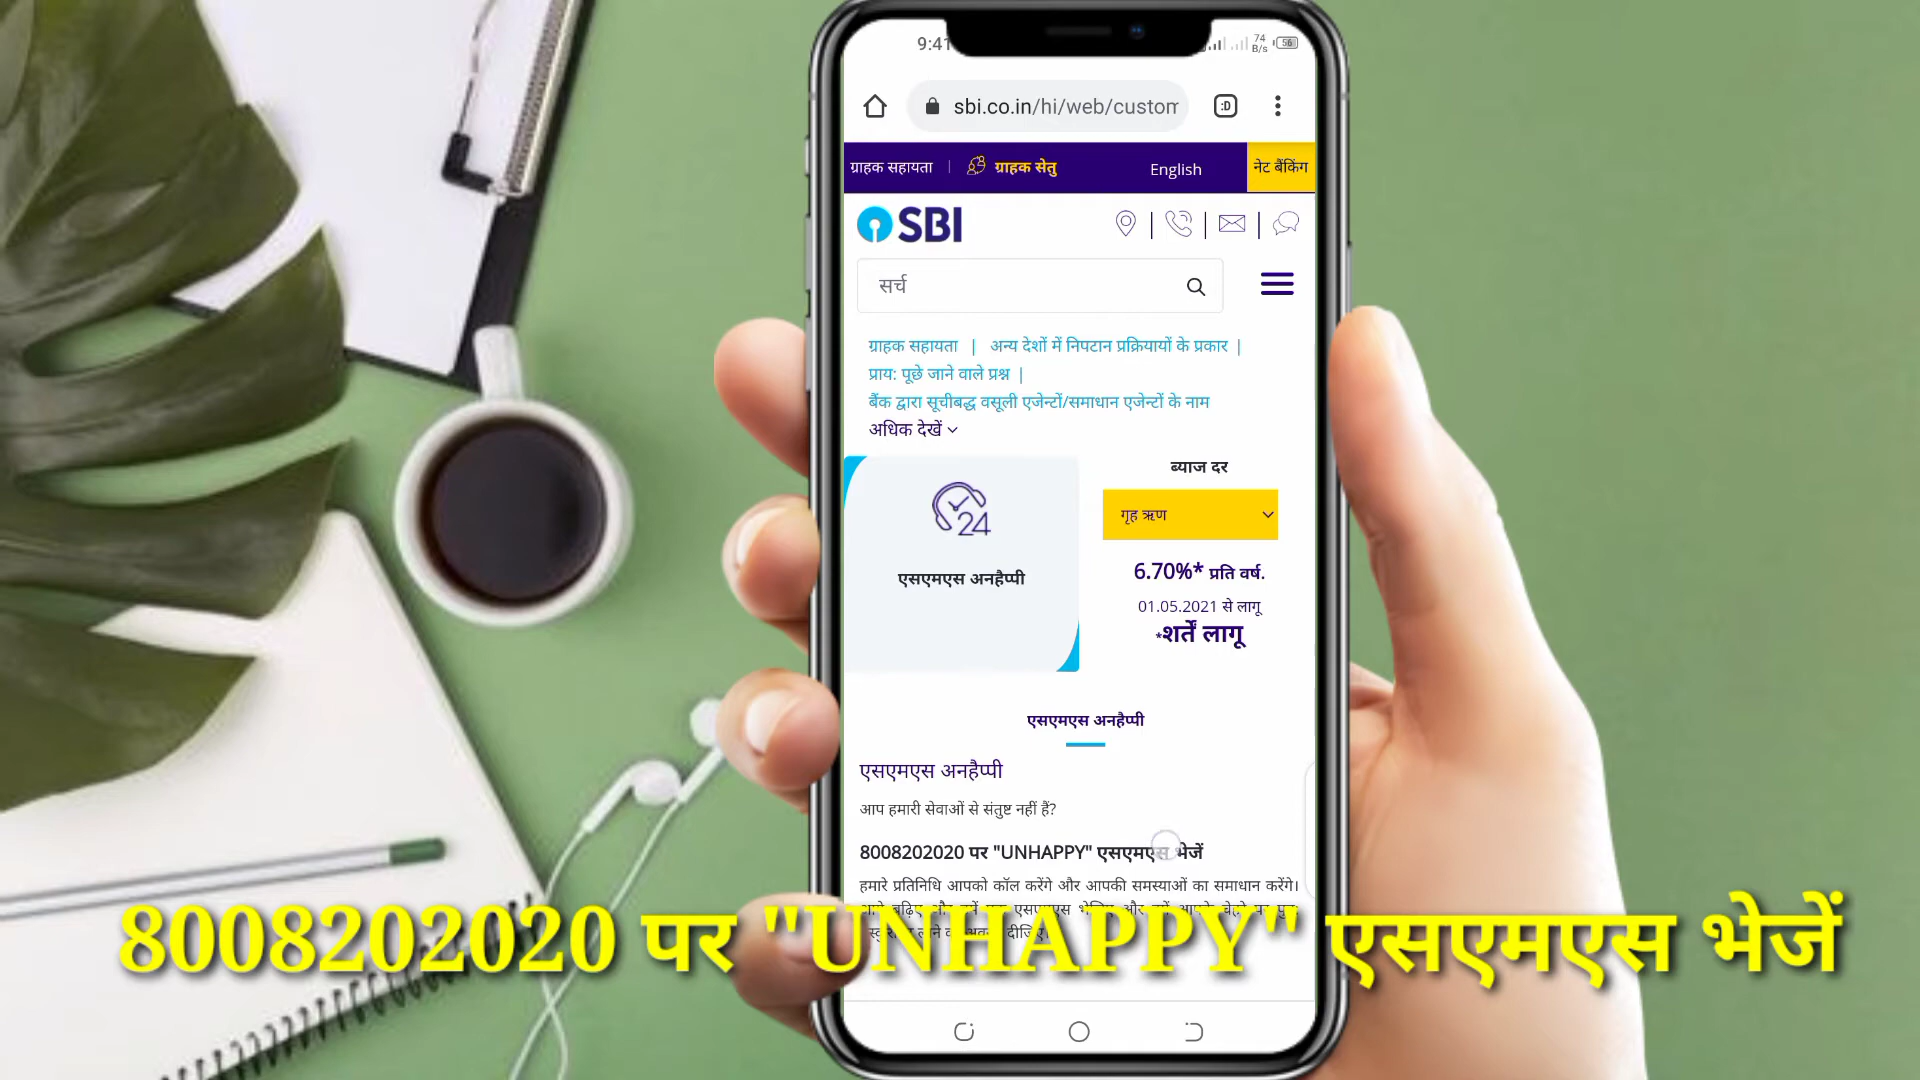 9:41
74
B/s
56
sbi.co.in/hi/web/custom
:D
ग्राहक सहायता | ग्राहक सेतु English नेट बैंकिंग
SBI
सर्च
ग्राहक सहायता | अन्य देशों में निपटान प्रक्रियायों के प्रकार |
प्राय: पूछे जाने वाले प्रश्न |
बैंक द्वारा सूचीबद्ध वसूली एजेन्टों/समाधान एजेन्टों के नाम
अधिक देखें
24
एसएमएस अनहैप्पी
ब्याज दर
गृह ऋण
6.70%* प्रति वर्ष.
01.05.2021 से लागू
*शर्तें लागू
एसएमएस अनहैप्पी
एसएमएस अनहैप्पी
आप हमारी सेवाओं से संतुष्ट नहीं हैं?
8008202020 पर "UNHAPPY" एसएमएस भेजें
हमारे प्रतिनिधि आपको कॉल करेंगे और आपकी समस्याओं का समाधान करेंगे।
8008202020 पर "UNHAPPY" एसएमएस भेजें